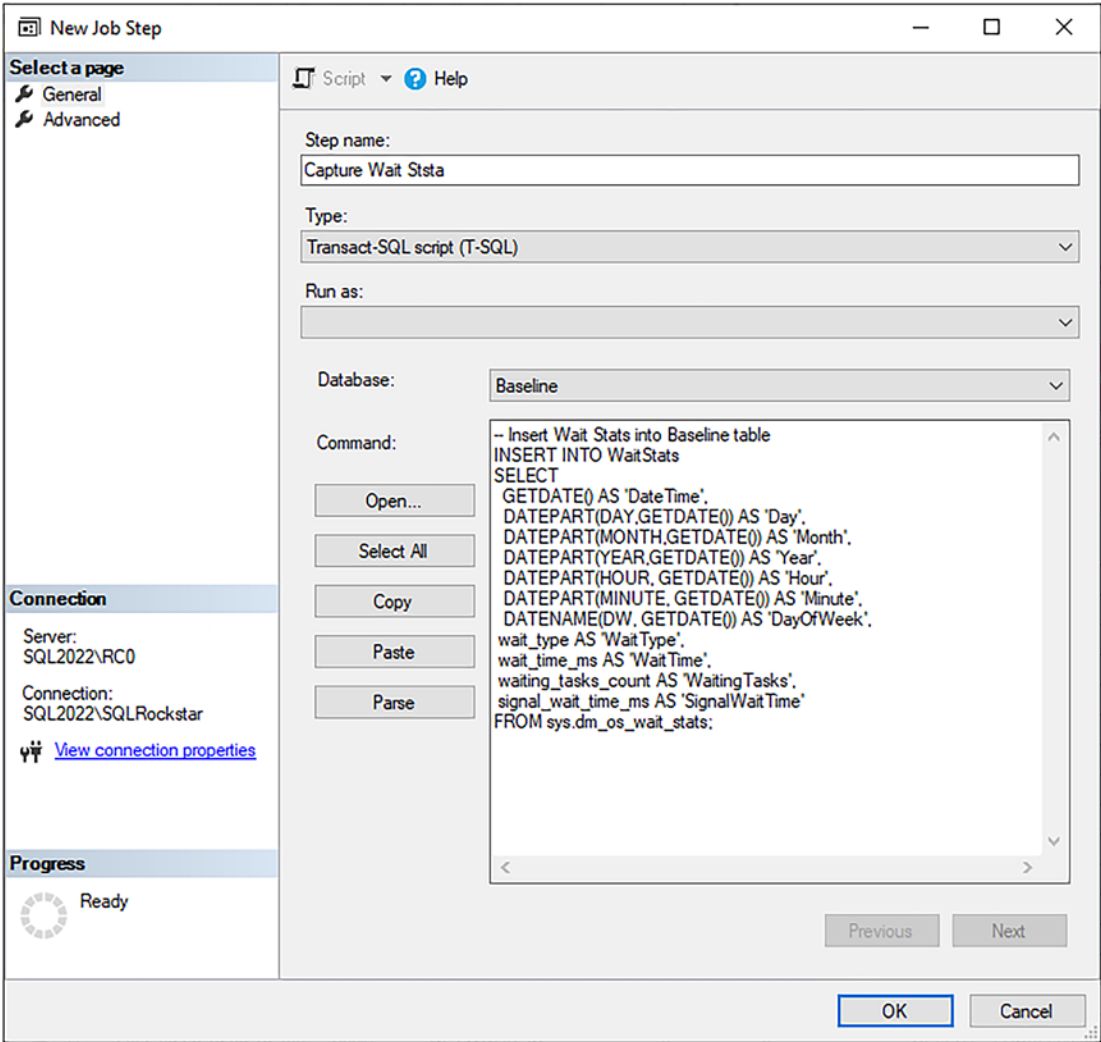 New Job Step
Select a page
General
Advanced
Script
Help
Step name:
Capture Wait Ststa
Type:
Transact-SQL script (T-SQL)
Run as:
Database:
Baseline
Command:
Open...
Select All
Copy
Paste
Parse
-- Insert Wait Stats into Baseline table
INSERT INTO WaitStats
SELECT
GETDATE() AS 'DateTime',
DATEPART(DAY,GETDATE()) AS 'Day',
DATEPART(MONTH,GETDATE()) AS 'Month',
DATEPART(YEAR,GETDATE()) AS 'Year',
DATEPART(HOUR, GETDATE()) AS 'Hour',
DATEPART(MINUTE, GETDATE()) AS 'Minute',
DATENAME(DW, GETDATE()) AS 'DayOfWeek',
wait_type AS 'WaitType',
wait_time_ms AS 'WaitTime',
waiting_tasks_count AS 'WaitingTasks',
signal_wait_time_ms AS 'SignalWaitTime'
FROM sys.dm_os_wait_stats;
Connection
Server:
SQL2022\RC0
Connection:
SQL2022\SQLRockstar
View connection properties
Progress
Ready
Previous
Next
OK
Cancel